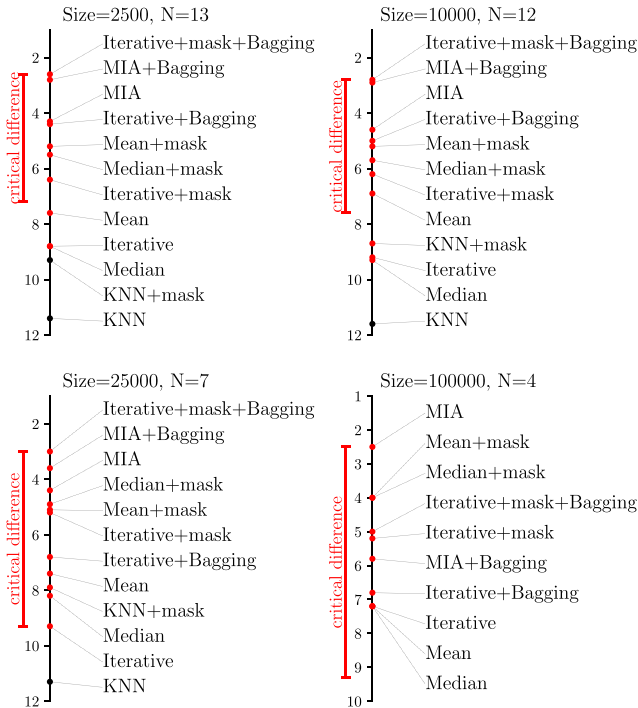 Size=2500, N=13
2
4
6
8
10
12
critical difference
Iterative+mask+Bagging
MIA+Bagging
MIA
Iterative+Bagging
Mean+mask
Median+mask
Iterative+mask
Mean
Iterative
Median
KNN+mask
KNN
Size=10000, N=12
2
4
6
8
10
12
critical difference
Iterative+mask+Bagging
MIA+Bagging
MIA
Iterative+Bagging
Mean+mask
Median+mask
Iterative+mask
Mean
KNN+mask
Iterative
Median
KNN
Size=25000, N=7
2
4
6
8
10
12
critical difference
Iterative+mask+Bagging
MIA+Bagging
MIA
Median+mask
Mean+mask
Iterative+mask
Iterative+Bagging
Mean
KNN+mask
Median
Iterative
KNN
Size=100000, N=4
1
2
3
4
5
6
7
8
9
10
critical difference
MIA
Mean+mask
Median+mask
Iterative+mask+Bagging
Iterative+mask
MIA+Bagging
Iterative+Bagging
Iterative
Mean
Median